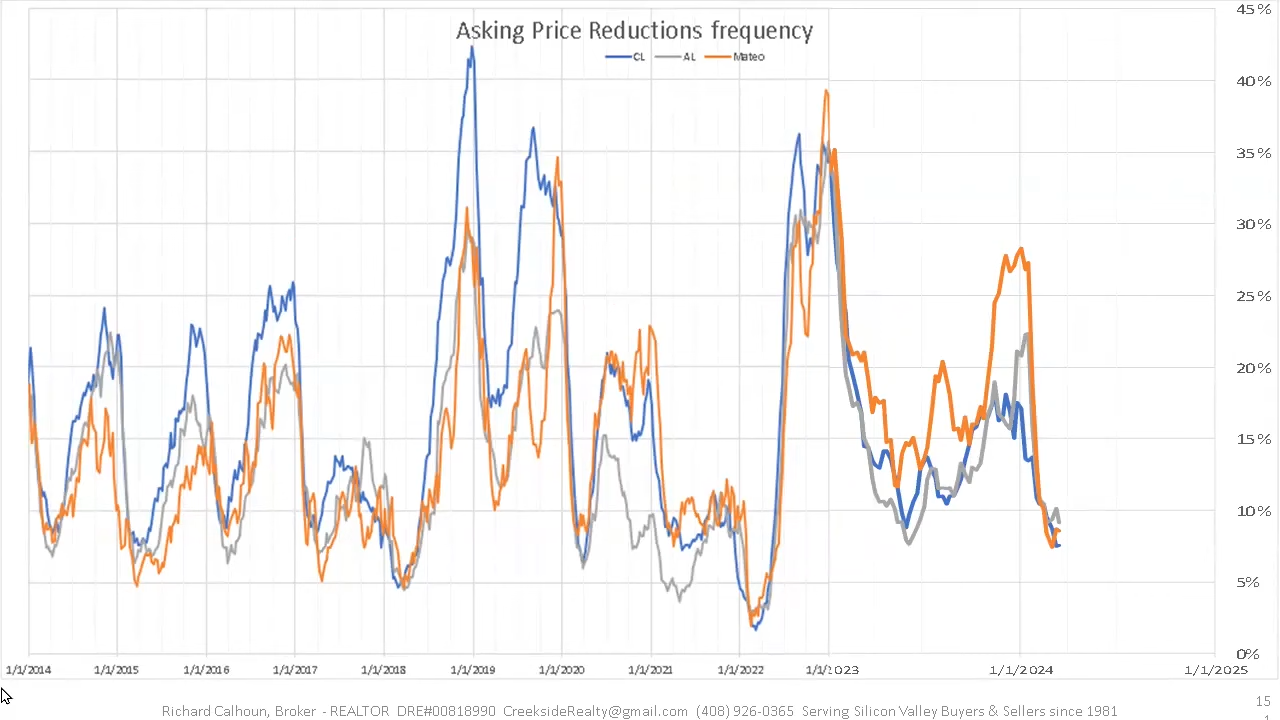 Asking Price Reductions frequency
CL AL Mateo
45%
40%
35%
30%
25%
20%
15%
10%
5%
0%
1/1/2014 1/1/2015 1/1/2016 1/1/2017 1/1/2018 1/1/2019 1/1/2020 1/1/2021 1/1/2022 1/1/2023 1/1/2024 1/1/2025
Richard Calhoun, Broker - REALTOR DRE#00818990 CreeksideRealty@gmail.com (408) 926-0365 Serving Silicon Valley Buyers & Sellers since 1981
15